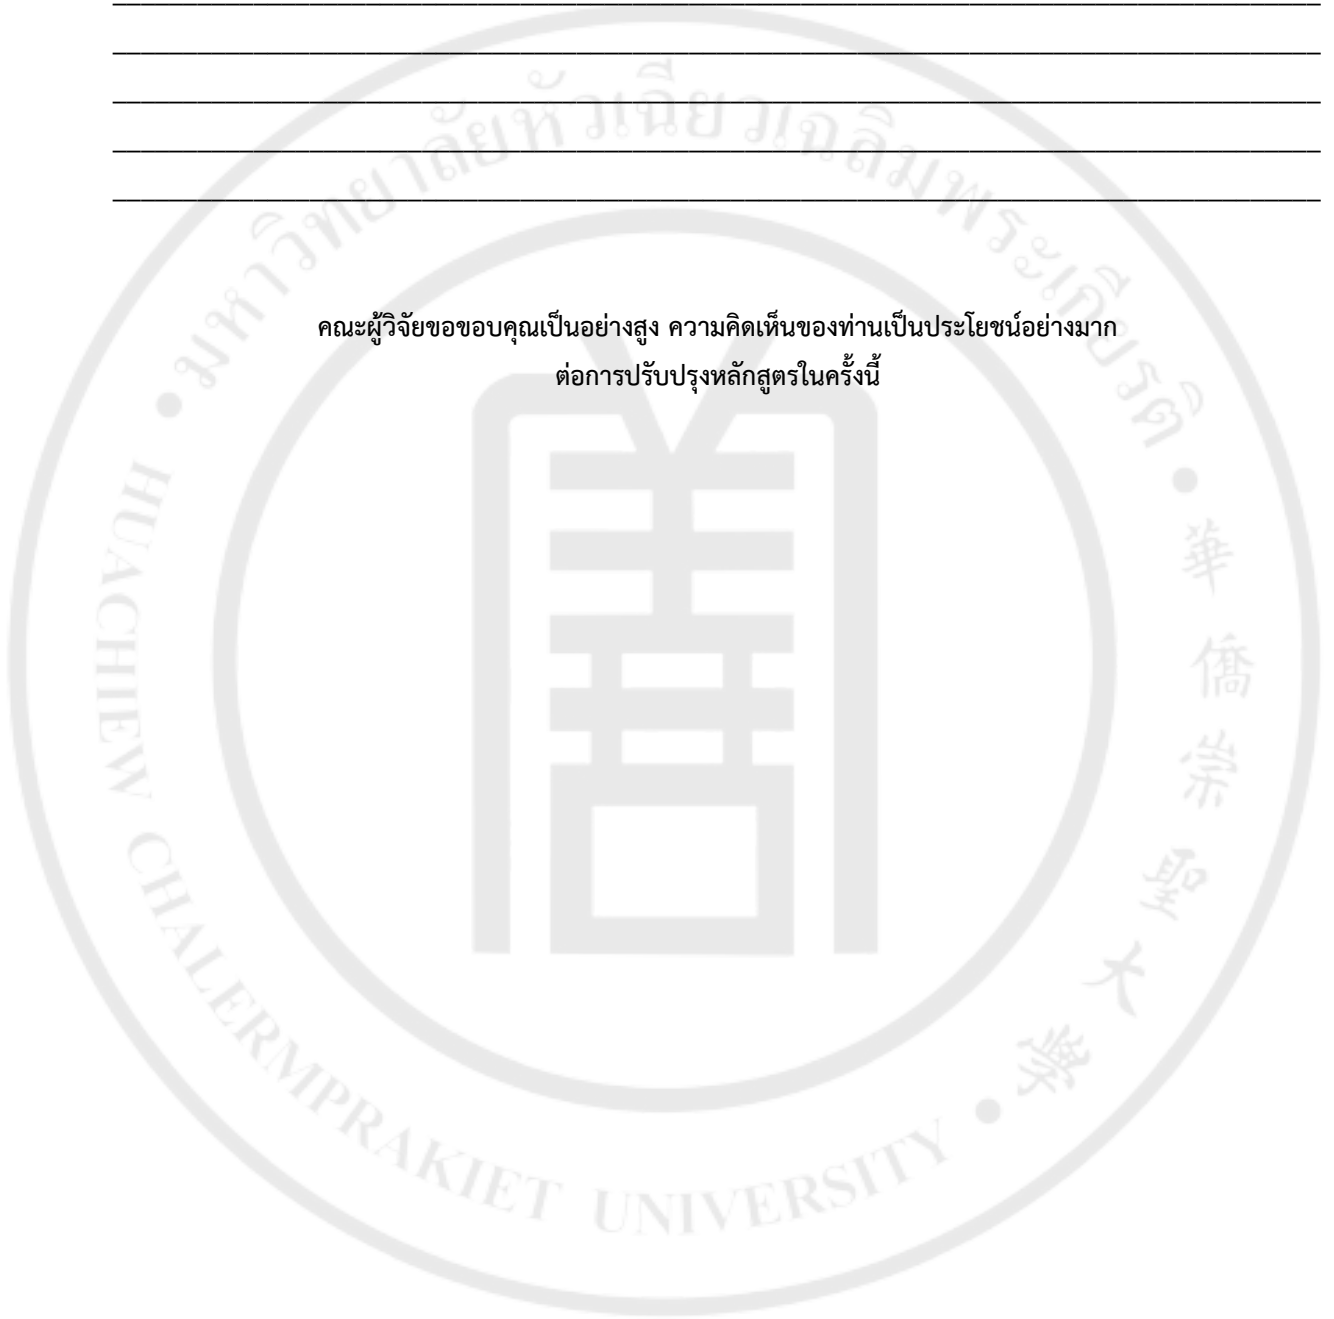 คณะผู้วิจัยขอขอบคุณเป็นอย่างสูง ความคิดเห็นของท่านเป็นประโยชน์อย่างมาก
ต่อการปรับปรุงหลักสูตรในครั้งนี้
มหาวิทยาลัยหัวเฉียวเฉลิมพระเกียรติ
華僑崇聖大學
HUACHIEW CHALERMPRAKIET UNIVERSITY